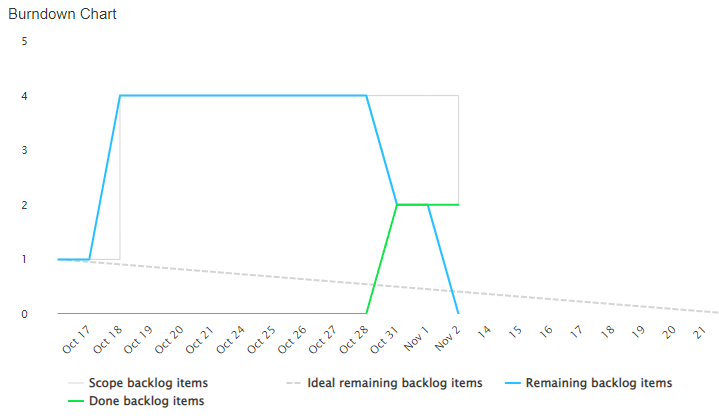 Burndown Chart
5
4
3
2
1
0
Oct 17 Oct 18 Oct 19 Oct 20 Oct 21 Oct 24 Oct 25 Oct 26 Oct 27 Oct 28 Oct 31 Nov 1 Nov 2 14 15 16 17 18 19 20 21
Scope backlog items Ideal remaining backlog items Remaining backlog items
Done backlog items